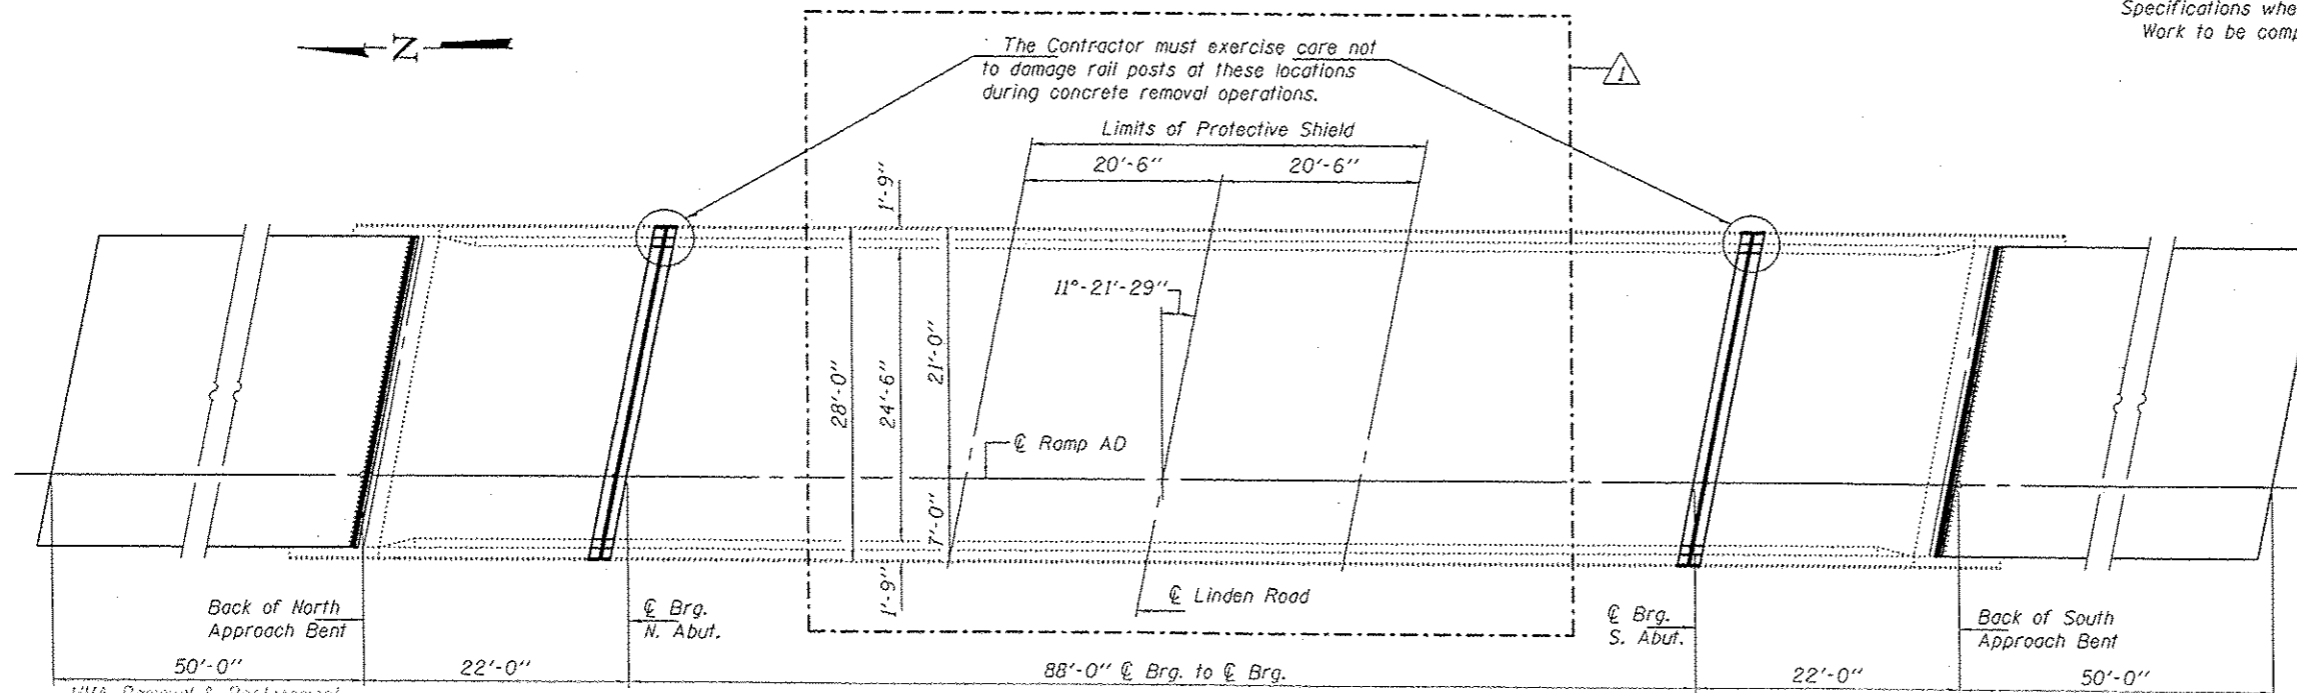 Specifications
Work to be
N
The Contractor must exercise care not
to damage rail posts at these locations
during concrete removal operations.
1
Limits of Protective Shield
20'-6"
20'-6"
1'-9"
11°-21'-29"
28'-0"
24'-6"
21'-0"
7'-0"
1'-9"
℄ Ramp AD
℄ Linden Road
Back of North
Approach Bent
℄ Brg.
N. Abut.
℄ Brg.
S. Abut.
Back of South
Approach Bent
50'-0"
22'-0"
88'-0" ℄ Brg. to ℄ Brg.
22'-0"
50'-0"